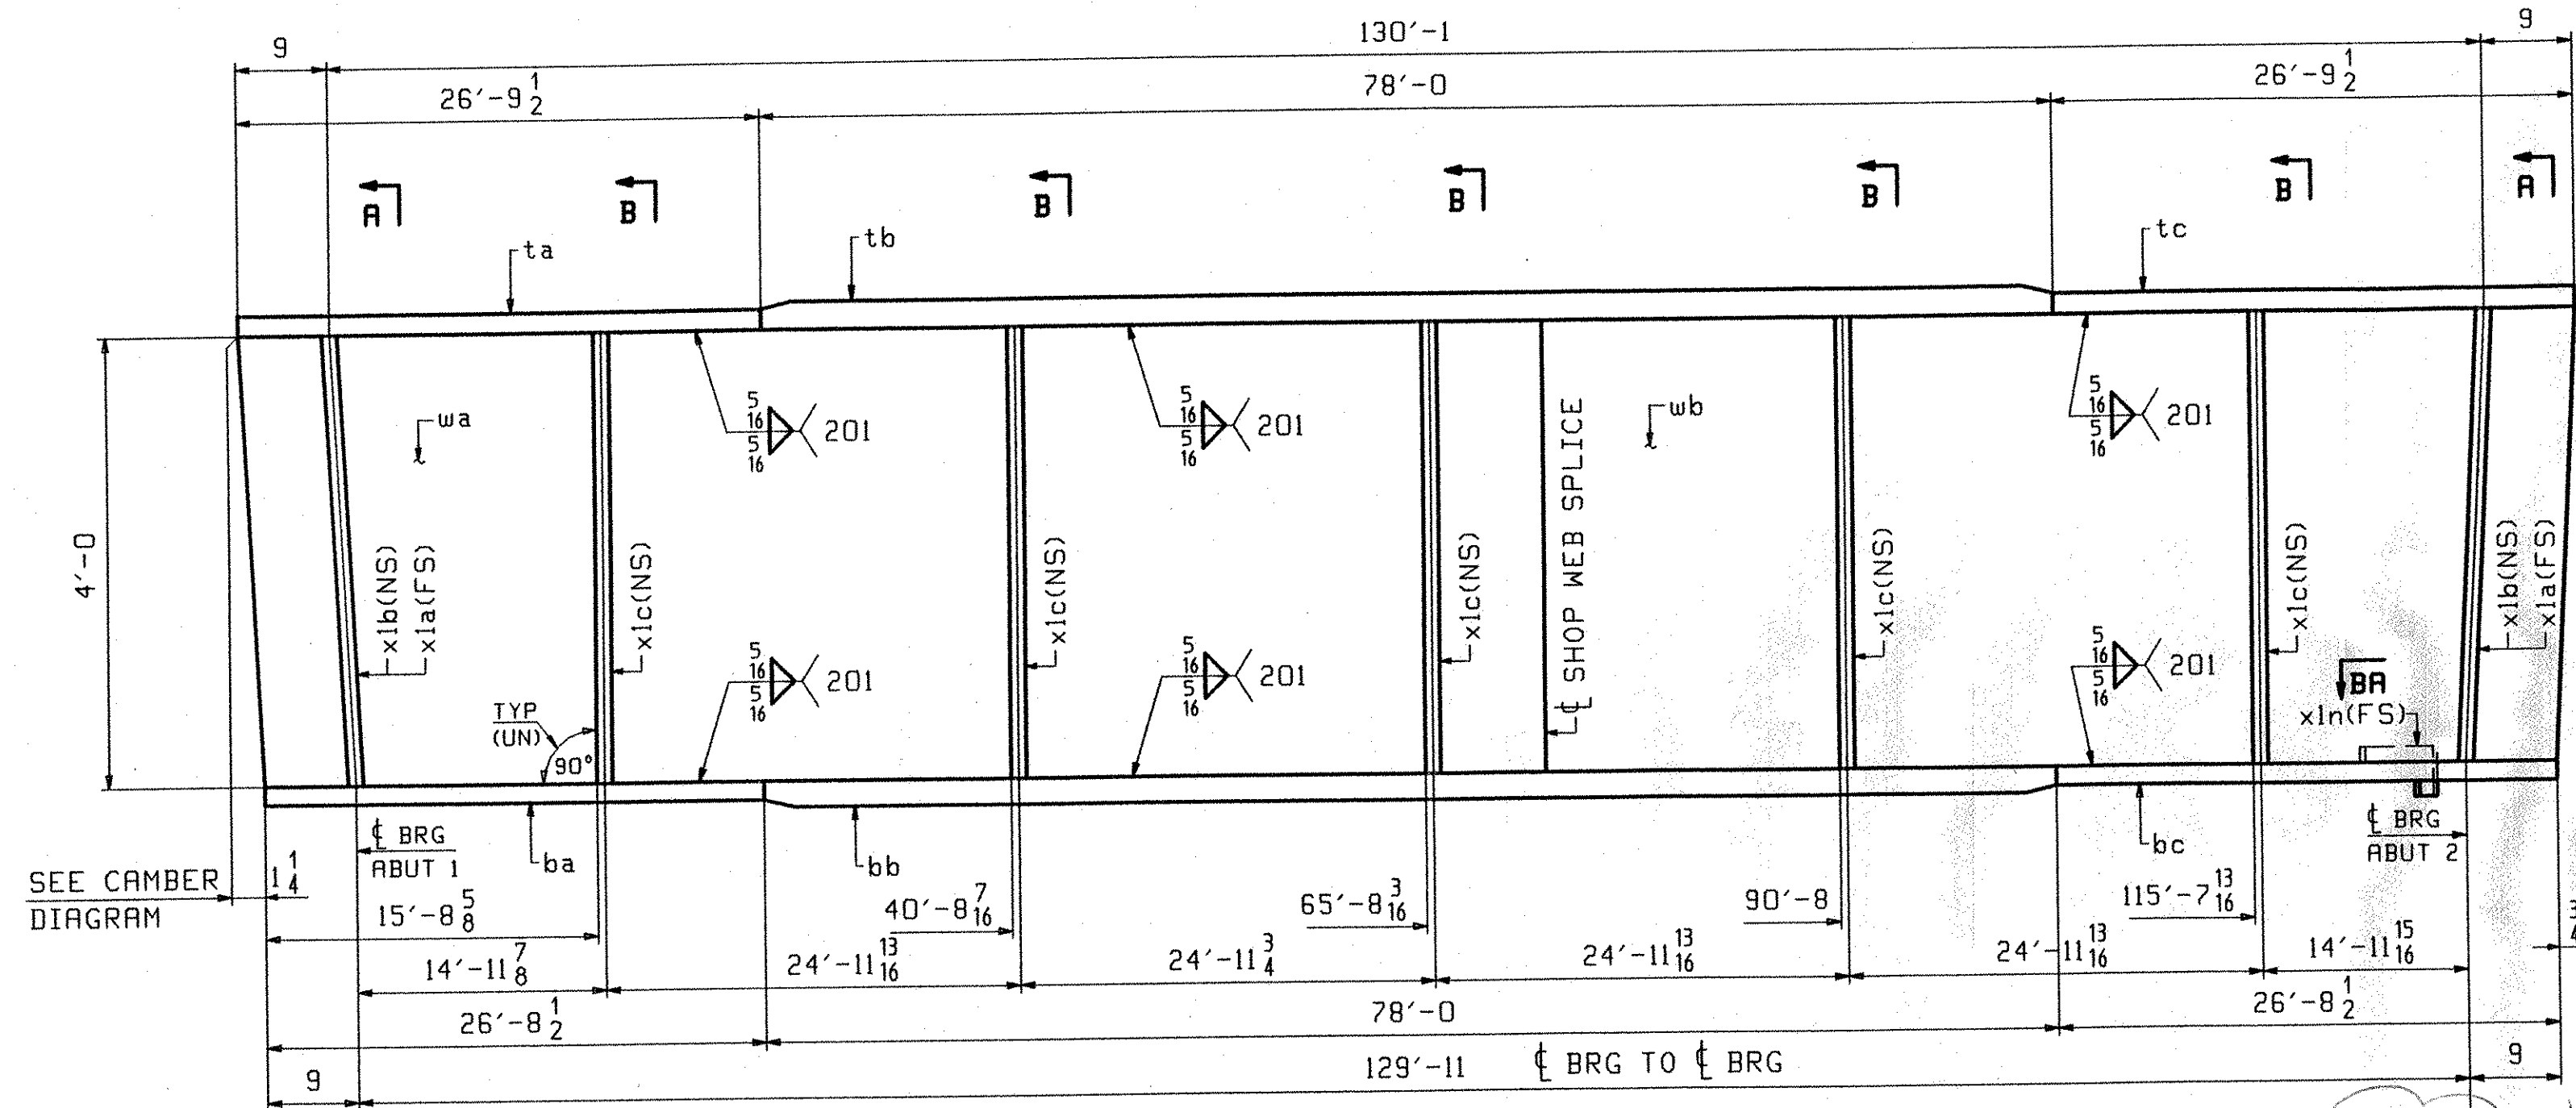 9 130′-1 9
26′-9 1/2 78′-0 26′-9 1/2
A B B B B B A
ta tb tc
4′-0
wa wb
5/16 5/16 201
5/16 5/16 201
5/16 5/16 201
x1b(NS)
x1a(FS)
x1c(NS)
x1c(NS)
x1c(NS)
℄ SHOP WEB SPLICE
x1c(NS)
x1c(NS)
x1b(NS)
x1a(FS)
5/16 5/16 201
5/16 5/16 201
5/16 5/16 201
TYP
(UN)
90°
BA
x1n(FS)
℄ BRG
ABUT 1
ba bb bc
℄ BRG
ABUT 2
SEE CAMBER
DIAGRAM
1 1/4
15′-8 5/8 40′-8 7/16 65′-8 3/16 90′-8 115′-7 13/16 3/4
14′-11 7/8 24′-11 13/16 24′-11 3/4 24′-11 13/16 24′-11 13/16 14′-11 15/16
26′-8 1/2 78′-0 26′-8 1/2
9 129′-11 ℄ BRG TO ℄ BRG 9